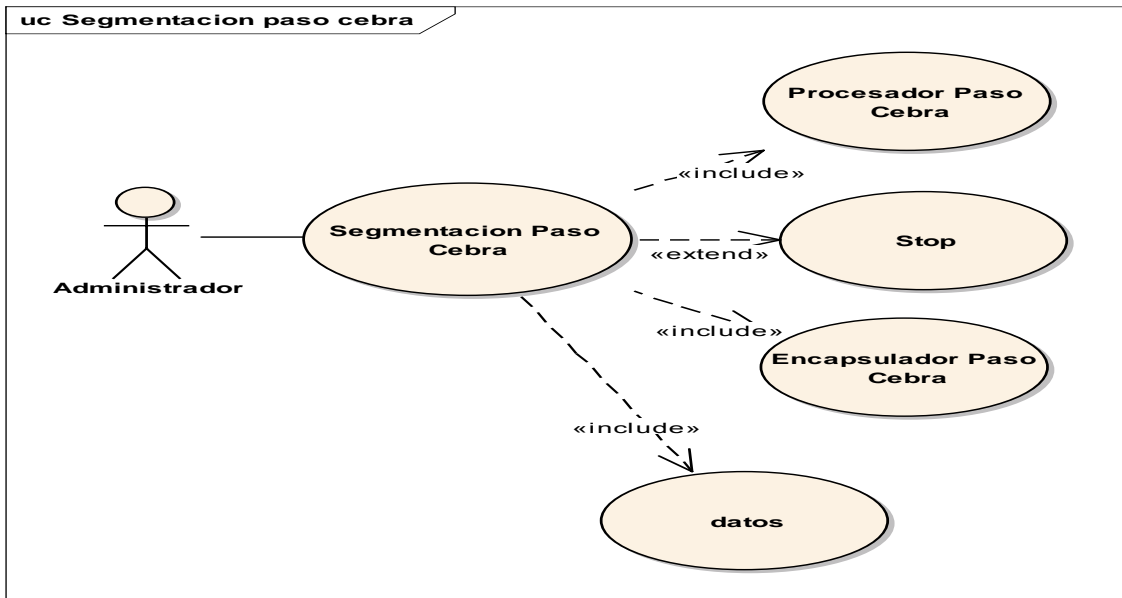 uc Segmentacion paso cebra
Procesador Paso
Cebra
«include»
Segmentacion Paso
Cebra
Stop
«extend»
Administrador
«include»
Encapsulador Paso
Cebra
«include»
datos